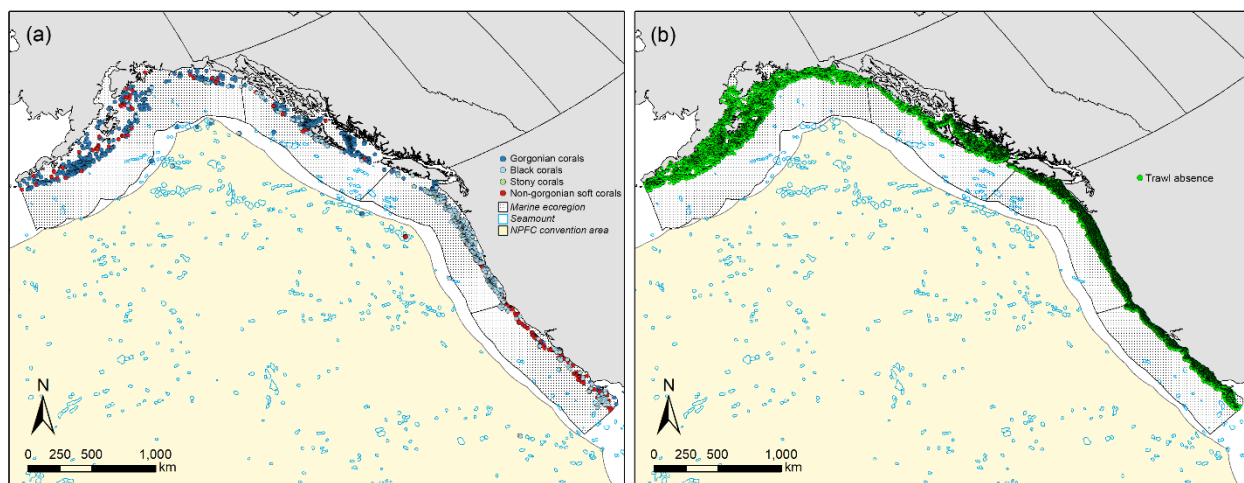 (a)
Gorgonian corals
Black corals
Stony corals
Non-gorgonian soft corals
Marine ecoregion
Seamount
NPFC convention area
N
0 250 500 1,000
km
(b)
Trawl absence
N
0 250 500 1,000
km